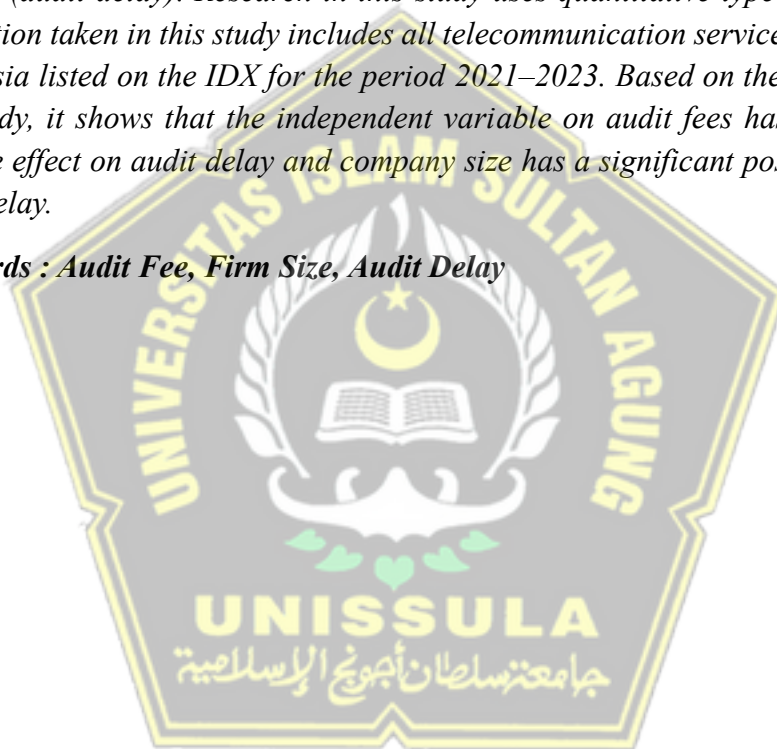 (audit delay). Research in this study uses quantitative type
tion taken in this study includes all telecommunication service
sia listed on the IDX for the period 2021–2023. Based on the
dy, it shows that the independent variable on audit fees ha
e effect on audit delay and company size has a significant pos
elay.
rds : Audit Fee, Firm Size, Audit Delay
UNIVERSITAS ISLAM SULTAN AGUNG
UNISSULA
جامعتنسلطان أجونج الإسلامية